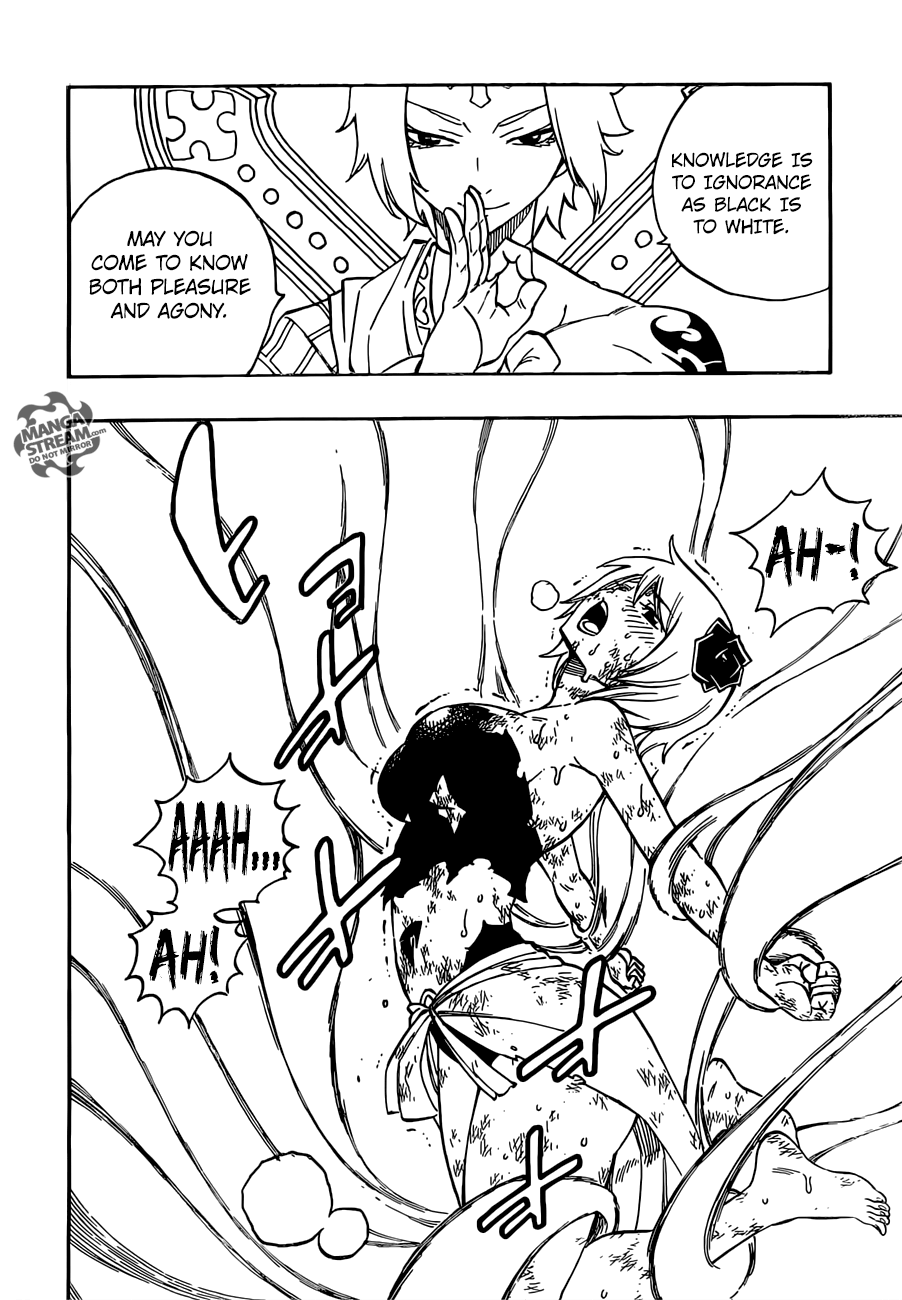 KNOWLEDGE IS
TO IGNORANCE
AS BLACK IS
TO WHITE.
MAY YOU
COME TO KNOW
BOTH PLEASURE
AND AGONY.
MANGA
STREAM.com
DO NOT MIRROR
AH-!
AAAH...
AH!